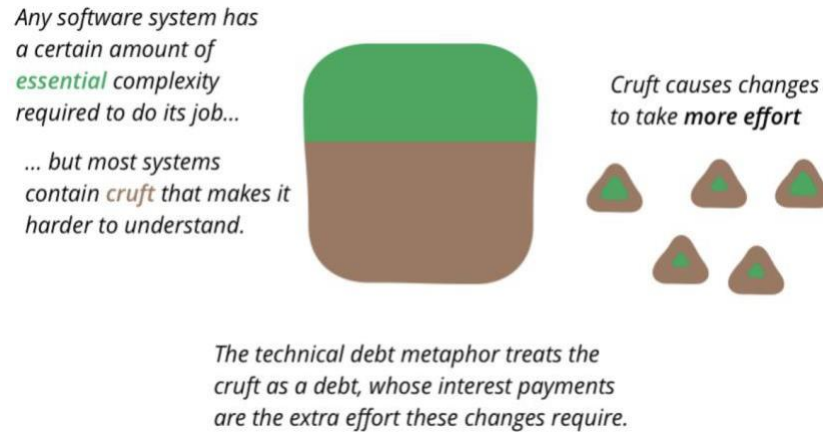 Any software system has
a certain amount of
essential complexity
required to do its job...
... but most systems
contain cruft that makes it
harder to understand.
Cruft causes changes
to take more effort
The technical debt metaphor treats the
cruft as a debt, whose interest payments
are the extra effort these changes require.